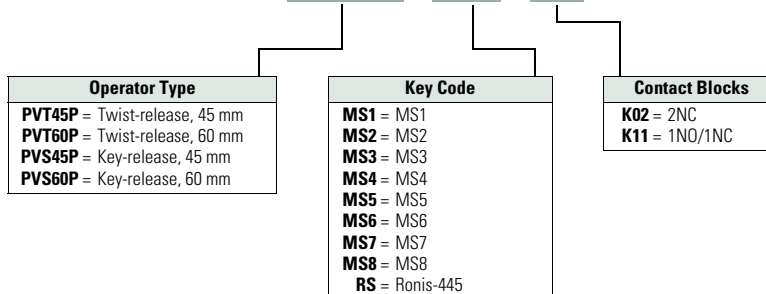 Operator Type
PVT45P = Twist-release, 45 mm
PVT60P = Twist-release, 60 mm
PVS45P = Key-release, 45 mm
PVS60P = Key-release, 60 mm
Key Code
MS1 = MS1
MS2 = MS2
MS3 = MS3
MS4 = MS4
MS5 = MS5
MS6 = MS6
MS7 = MS7
MS8 = MS8
RS = Ronis-445
Contact Blocks
K02 = 2NC
K11 = 1NO/1NC